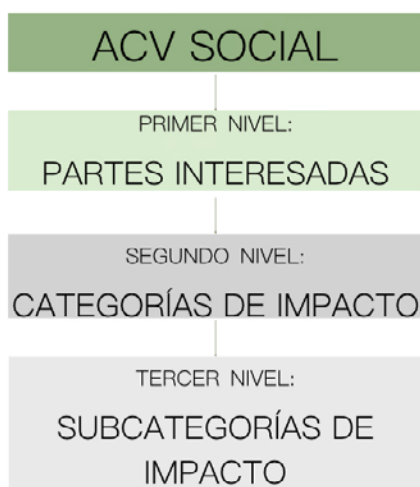 ACV SOCIAL
PRIMER NIVEL:
PARTES INTERESADAS
SEGUNDO NIVEL:
CATEGORÍAS DE IMPACTO
TERCER NIVEL:
SUBCATEGORÍAS DE
IMPACTO